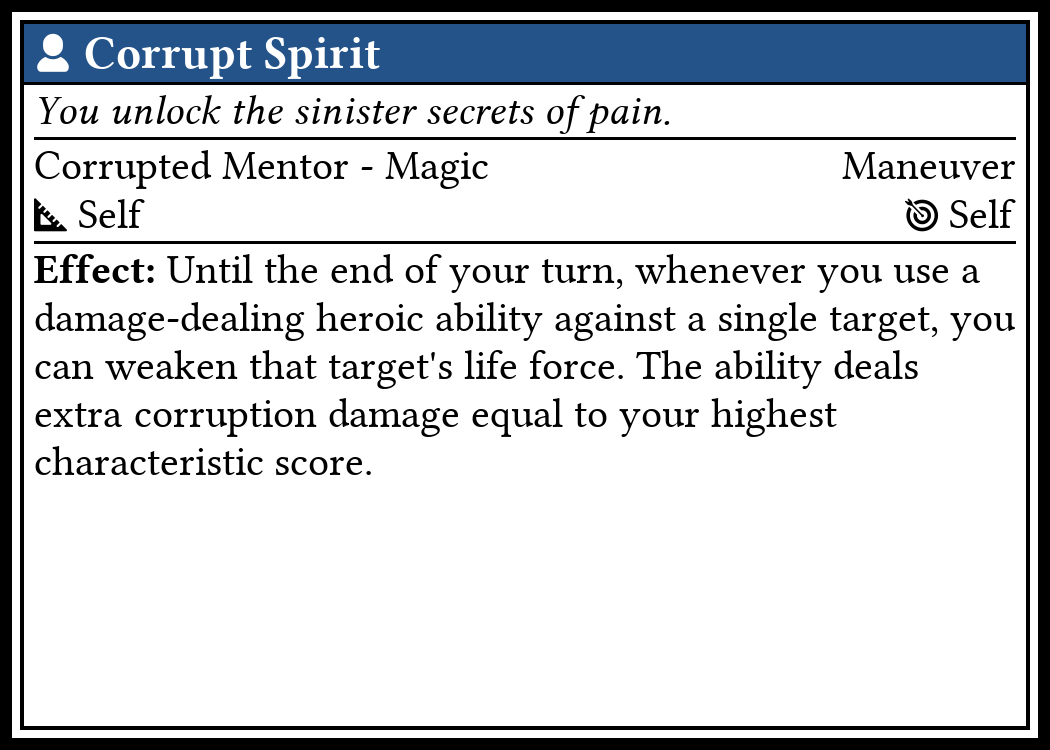 Corrupt Spirit
You unlock the sinister secrets of pain.
Corrupted Mentor - Magic Maneuver
Self Self
Effect: Until the end of your turn, whenever you use a
damage-dealing heroic ability against a single target, you
can weaken that target's life force. The ability deals
extra corruption damage equal to your highest
characteristic score.